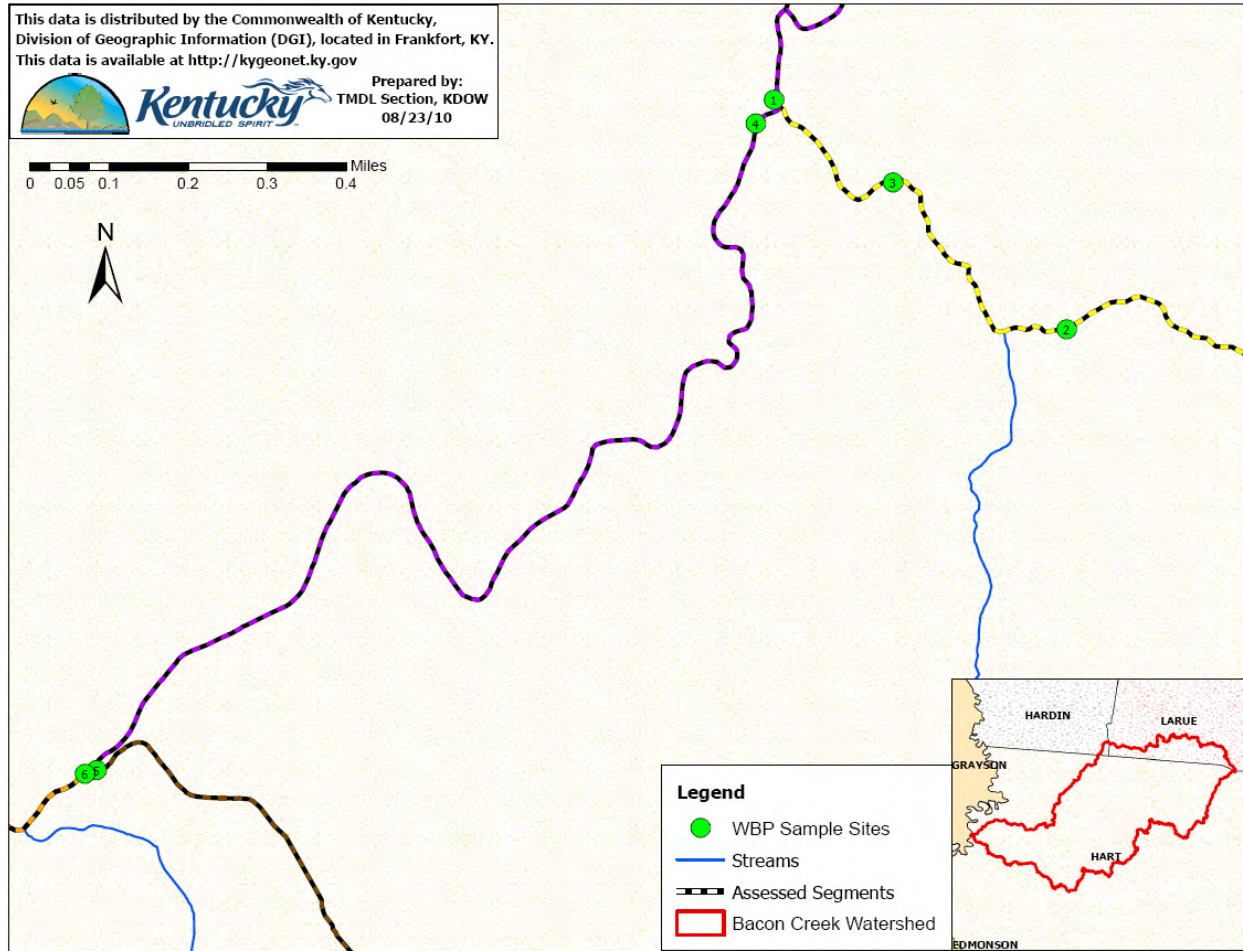 This data is distributed by the Commonwealth of Kentucky,
Division of Geographic Information (DGI), located in Frankfort, KY.
This data is available at http://kygeonet.ky.gov
Kentucky
UNBRIDLED SPIRIT
Prepared by:
TMDL Section, KDOW
08/23/10
Miles
0 0.05 0.1 0.2 0.3 0.4
N
1
4
3
2
6 5
HARDIN
LARUE
GRAYSON
HART
EDMONSON
Legend
WBP Sample Sites
Streams
Assessed Segments
Bacon Creek Watershed